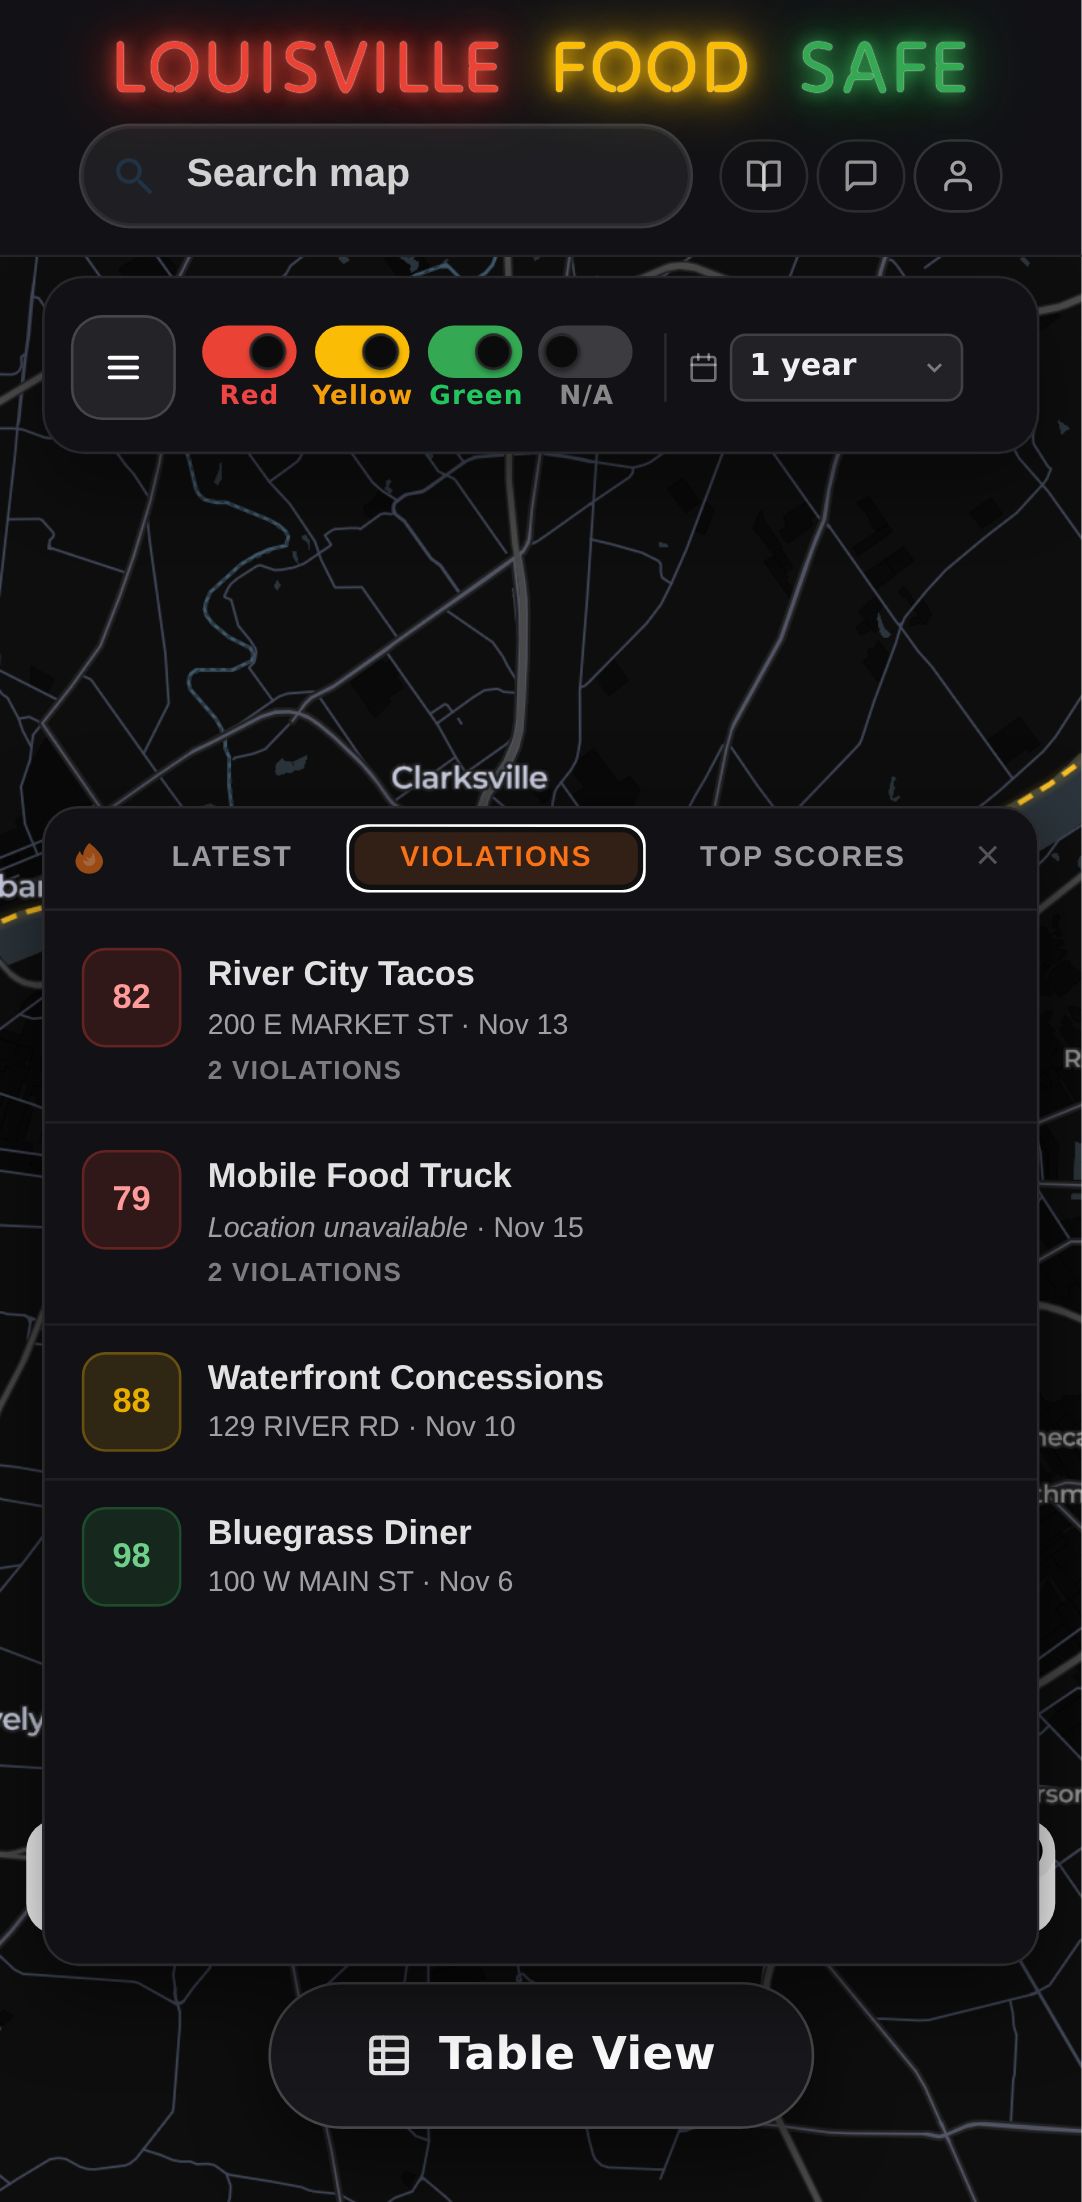 LOUISVILLE FOOD SAFE
Search map
Red Yellow Green N/A
1 year
Clarksville
LATEST VIOLATIONS TOP SCORES
82
River City Tacos
200 E MARKET ST · Nov 13
2 VIOLATIONS
79
Mobile Food Truck
Location unavailable · Nov 15
2 VIOLATIONS
88
Waterfront Concessions
129 RIVER RD · Nov 10
98
Bluegrass Diner
100 W MAIN ST · Nov 6
Table View